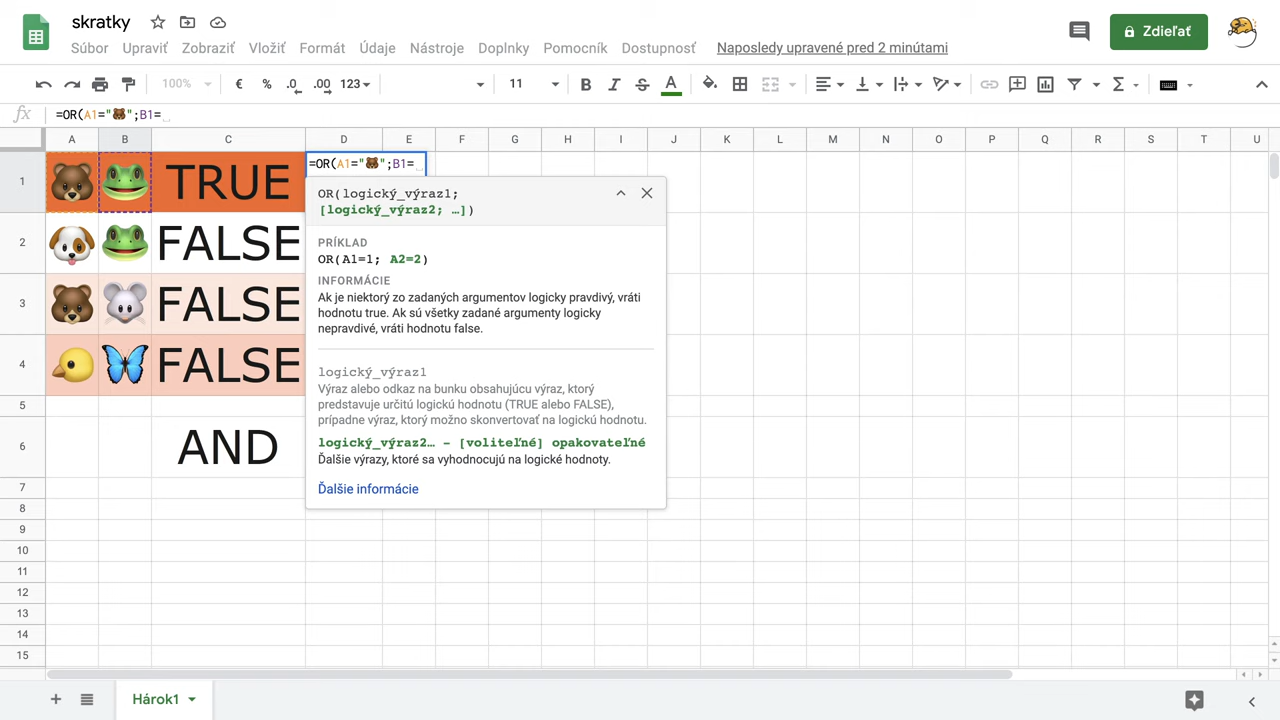 skratky
Súbor Upraviť Zobraziť Vložiť Formát Údaje Nástroje Doplnky Pomocník Dostupnosť Naposledy upravené pred 2 minútami
Zdieľať
100% € % .0 .00 123 11 B I S A Σ
fx =OR(A1="🐻";B1=
A B C D E F G H I J K L M N O P Q R S T U
1 🐻 🐸 TRUE =OR(A1="🐻";B1=
2 🐶 🐸 FALSE
3 🐻 🐭 FALSE
4 🐤 🦋 FALSE
5
6 AND
7
8
9
10
11
12
13
14
15
OR(logický_výraz1;
[logický_výraz2; …])
PRÍKLAD
OR(A1=1; A2=2)
INFORMÁCIE
Ak je niektorý zo zadaných argumentov logicky pravdivý, vráti
hodnotu true. Ak sú všetky zadané argumenty logicky
nepravdivé, vráti hodnotu false.
logický_výraz1
Výraz alebo odkaz na bunku obsahujúcu výraz, ktorý
predstavuje určitú logickú hodnotu (TRUE alebo FALSE),
prípadne výraz, ktorý možno skonvertovať na logickú hodnotu.
logický_výraz2… – [voliteľné] opakovateľné
Ďalšie výrazy, ktoré sa vyhodnocujú na logické hodnoty.
Ďalšie informácie
Hárok1